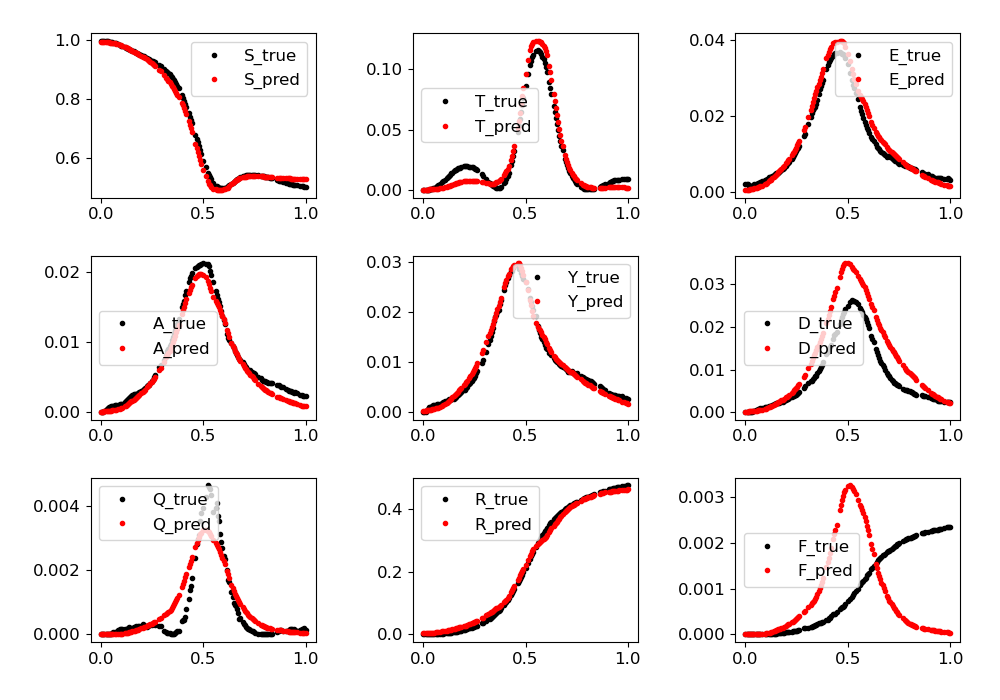 1.0
0.8
0.6
0.0 0.5 1.0
S_true
S_pred
0.10
0.05
0.00
0.0 0.5 1.0
T_true
T_pred
0.04
0.02
0.00
0.0 0.5 1.0
E_true
E_pred
0.02
0.01
0.00
0.0 0.5 1.0
A_true
A_pred
0.03
0.02
0.01
0.00
0.0 0.5 1.0
Y_true
Y_pred
0.03
0.02
0.01
0.00
0.0 0.5 1.0
D_true
D_pred
0.004
0.002
0.000
0.0 0.5 1.0
Q_true
Q_pred
0.4
0.2
0.0
0.0 0.5 1.0
R_true
R_pred
0.003
0.002
0.001
0.000
0.0 0.5 1.0
F_true
F_pred